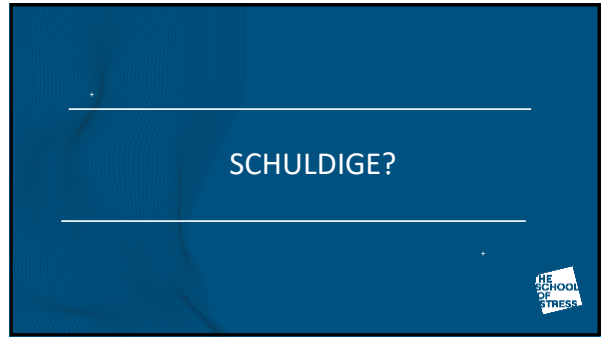 SCHULDIGE?
THE
SCHOOL
OF
STRESS